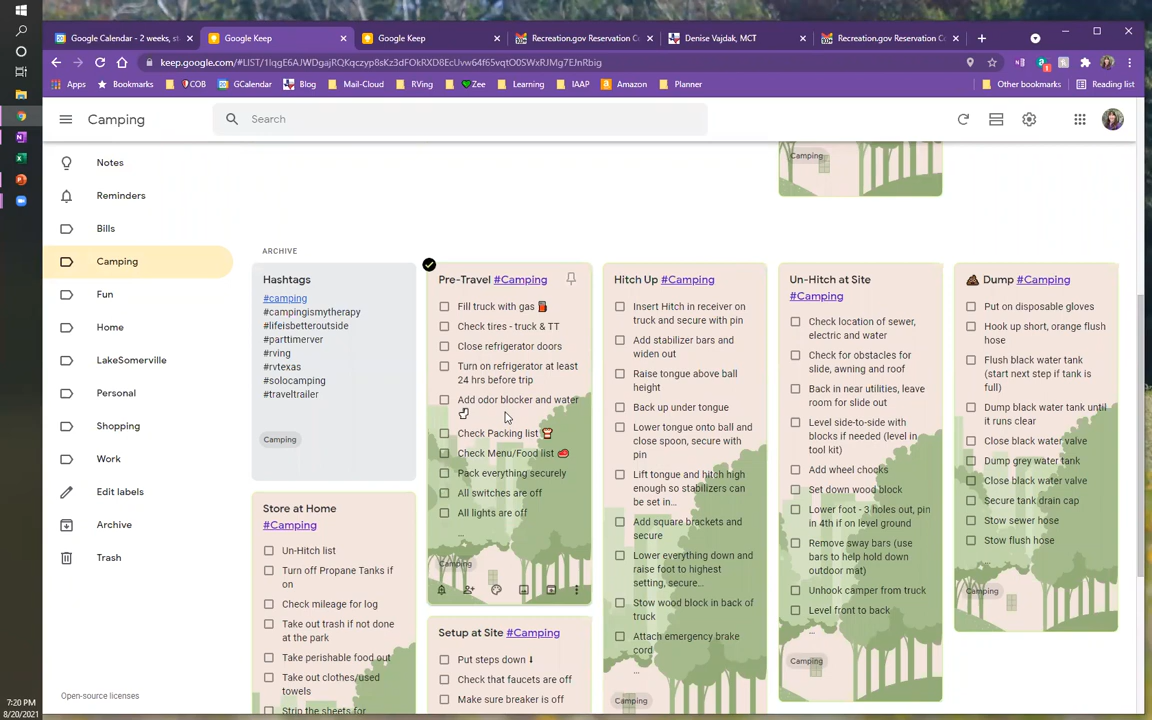 Google Calendar - 2 weeks, st
Google Keep
Google Keep
Recreation.gov Reservation Co
Denise Vajdak, MCT
Recreation.gov Reservation Co
Apps
Bookmarks
COB
GCalendar
Blog
Mail-Cloud
RVing
Zee
Learning
IAAP
Amazon
Planner
Other bookmarks
Reading list
Camping
Search
Notes
Reminders
Bills
Camping
Fun
Home
LakeSomerville
Personal
Shopping
Work
Edit labels
Archive
Trash
Open-source licenses
Camping
ARCHIVE
Hashtags
#camping
#campingismytherapy
#lifeisbetteroutside
#parttimerver
#rving
#rvtexas
#solocamping
#traveltrailer
Camping
Store at Home
#Camping
Un-Hitch list
Turn off Propane Tanks if
on
Check mileage for log
Take out trash if not done
at the park
Take perishable food out
Take out clothes/used
towels
Strip the sheets for
Pre-Travel #Camping
Fill truck with gas ⛽
Check tires - truck & TT
Close refrigerator doors
Turn on refrigerator at least
24 hrs before trip
Add odor blocker and water
Check Packing list
Check Menu/Food list
Pack everything securely
All switches are off
All lights are off
...
Camping
Setup at Site #Camping
Put steps down ⬇
Check that faucets are off
Make sure breaker is off
Hitch Up #Camping
Insert Hitch in receiver on
truck and secure with pin
Add stabilizer bars and
widen out
Raise tongue above ball
height
Back up under tongue
Lower tongue onto ball and
close spoon, secure with
pin
Lift tongue and hitch high
enough so stabilizers can
be set in...
Add square brackets and
secure
Lower everything down and
raise foot to highest
setting, secure...
Stow wood block in back of
truck
Attach emergency brake
cord
...
Camping
Un-Hitch at Site
#Camping
Check location of sewer,
electric and water
Check for obstacles for
slide, awning and roof
Back in near utilities, leave
room for slide out
Level side-to-side with
blocks if needed (level in
tool kit)
Add wheel chocks
Set down wood block
Lower foot - 3 holes out, pin
in 4th if on level ground
Remove sway bars (use
bars to help hold down
outdoor mat)
Unhook camper from truck
Level front to back
...
Camping
💩 Dump #Camping
Put on disposable gloves
Hook up short, orange flush
hose
Flush black water tank
(start next step if tank is
full)
Dump black water tank until
it runs clear
Close black water valve
Dump grey water tank
Close black water valve
Secure tank drain cap
Stow sewer hose
Stow flush hose
...
Camping
7:20 PM
8/20/2021